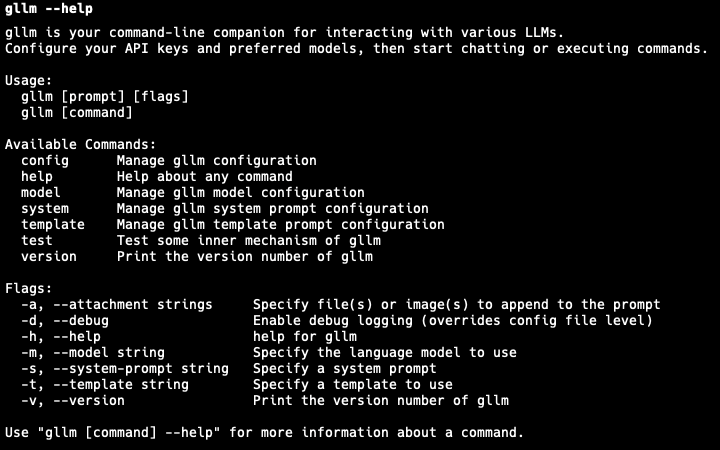 gllm --help
gllm is your command-line companion for interacting with various LLMs.
Configure your API keys and preferred models, then start chatting or executing commands.
Usage:
  gllm [prompt] [flags]
  gllm [command]
Available Commands:
  config      Manage gllm configuration
  help        Help about any command
  model       Manage gllm model configuration
  system      Manage gllm system prompt configuration
  template    Manage gllm template prompt configuration
  test        Test some inner mechanism of gllm
  version     Print the version number of gllm
Flags:
  -a, --attachment strings     Specify file(s) or image(s) to append to the prompt
  -d, --debug                  Enable debug logging (overrides config file level)
  -h, --help                   help for gllm
  -m, --model string           Specify the language model to use
  -s, --system-prompt string   Specify a system prompt
  -t, --template string        Specify a template to use
  -v, --version                Print the version number of gllm
Use "gllm [command] --help" for more information about a command.